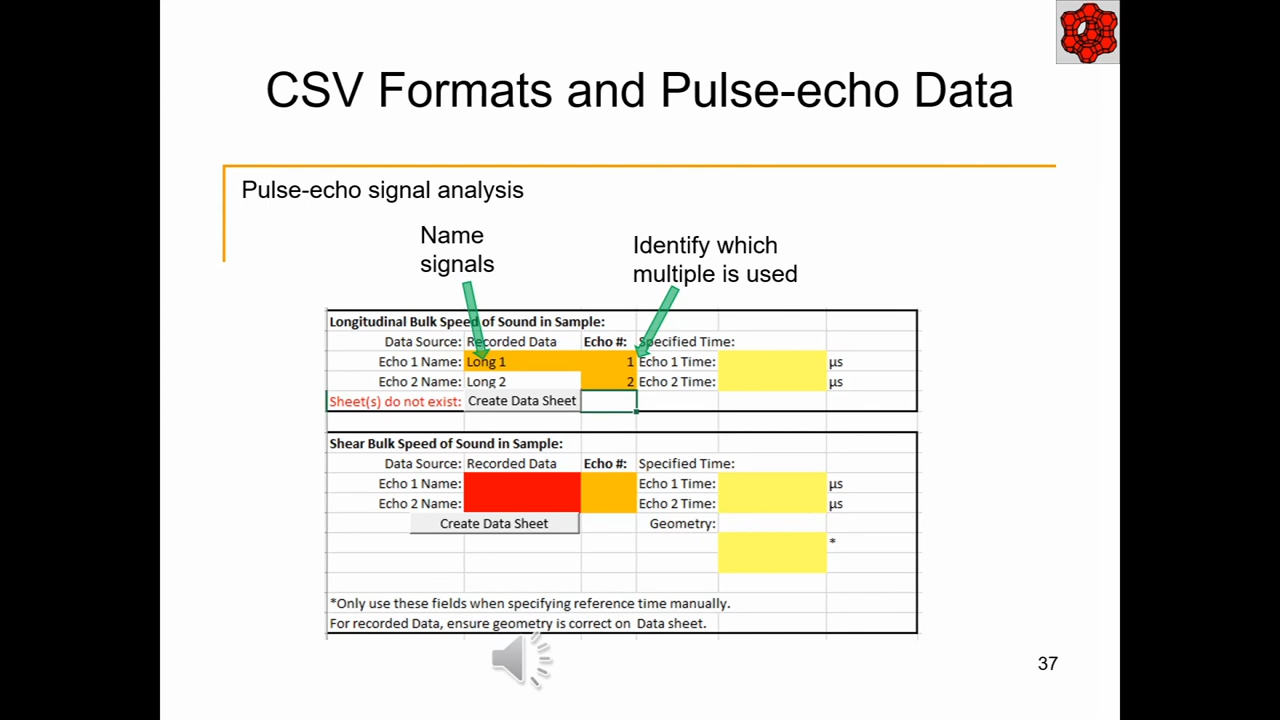 CSV Formats and Pulse-echo Data
Pulse-echo signal analysis
Name
signals
Identify which
multiple is used
Longitudinal Bulk Speed of Sound in Sample:
Data Source: Recorded Data Echo #: Specified Time:
Echo 1 Name: Long 1 1 Echo 1 Time: µs
Echo 2 Name: Long 2 2 Echo 2 Time: µs
Sheet(s) do not exist: Create Data Sheet
Shear Bulk Speed of Sound in Sample:
Data Source: Recorded Data Echo #: Specified Time:
Echo 1 Name: Echo 1 Time: µs
Echo 2 Name: Echo 2 Time: µs
Create Data Sheet Geometry:
*
*Only use these fields when specifying reference time manually.
For recorded Data, ensure geometry is correct on Data sheet.
37